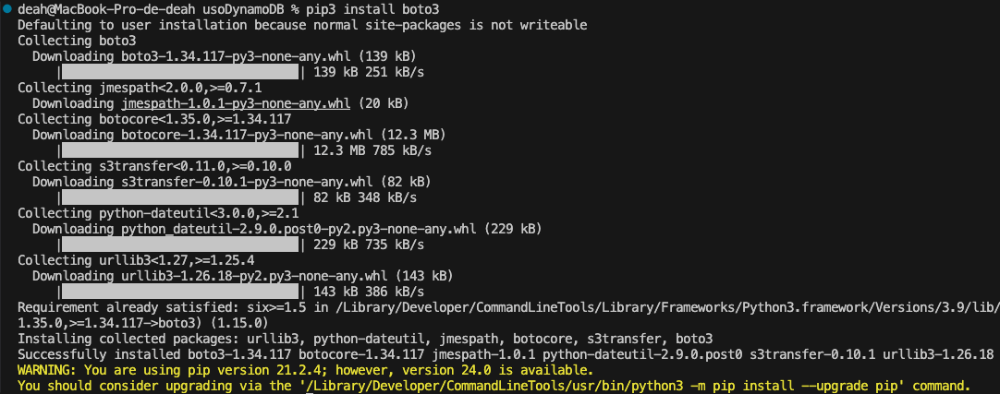 deah@MacBook-Pro-de-deah usoDynamoDB % pip3 install boto3
Defaulting to user installation because normal site-packages is not writeable
Collecting boto3
  Downloading boto3-1.34.117-py3-none-any.whl (139 kB)
     |████████████████████████████████| 139 kB 251 kB/s
Collecting jmespath<2.0.0,>=0.7.1
  Downloading jmespath-1.0.1-py3-none-any.whl (20 kB)
Collecting botocore<1.35.0,>=1.34.117
  Downloading botocore-1.34.117-py3-none-any.whl (12.3 MB)
     |████████████████████████████████| 12.3 MB 785 kB/s
Collecting s3transfer<0.11.0,>=0.10.0
  Downloading s3transfer-0.10.1-py3-none-any.whl (82 kB)
     |████████████████████████████████| 82 kB 348 kB/s
Collecting python-dateutil<3.0.0,>=2.1
  Downloading python_dateutil-2.9.0.post0-py2.py3-none-any.whl (229 kB)
     |████████████████████████████████| 229 kB 735 kB/s
Collecting urllib3<1.27,>=1.25.4
  Downloading urllib3-1.26.18-py2.py3-none-any.whl (143 kB)
     |████████████████████████████████| 143 kB 386 kB/s
Requirement already satisfied: six>=1.5 in /Library/Developer/CommandLineTools/Library/Frameworks/Python3.framework/Versions/3.9/lib/
1.35.0,>=1.34.117->boto3) (1.15.0)
Installing collected packages: urllib3, python-dateutil, jmespath, botocore, s3transfer, boto3
Successfully installed boto3-1.34.117 botocore-1.34.117 jmespath-1.0.1 python-dateutil-2.9.0.post0 s3transfer-0.10.1 urllib3-1.26.18
WARNING: You are using pip version 21.2.4; however, version 24.0 is available.
You should consider upgrading via the '/Library/Developer/CommandLineTools/usr/bin/python3 -m pip install --upgrade pip' command.